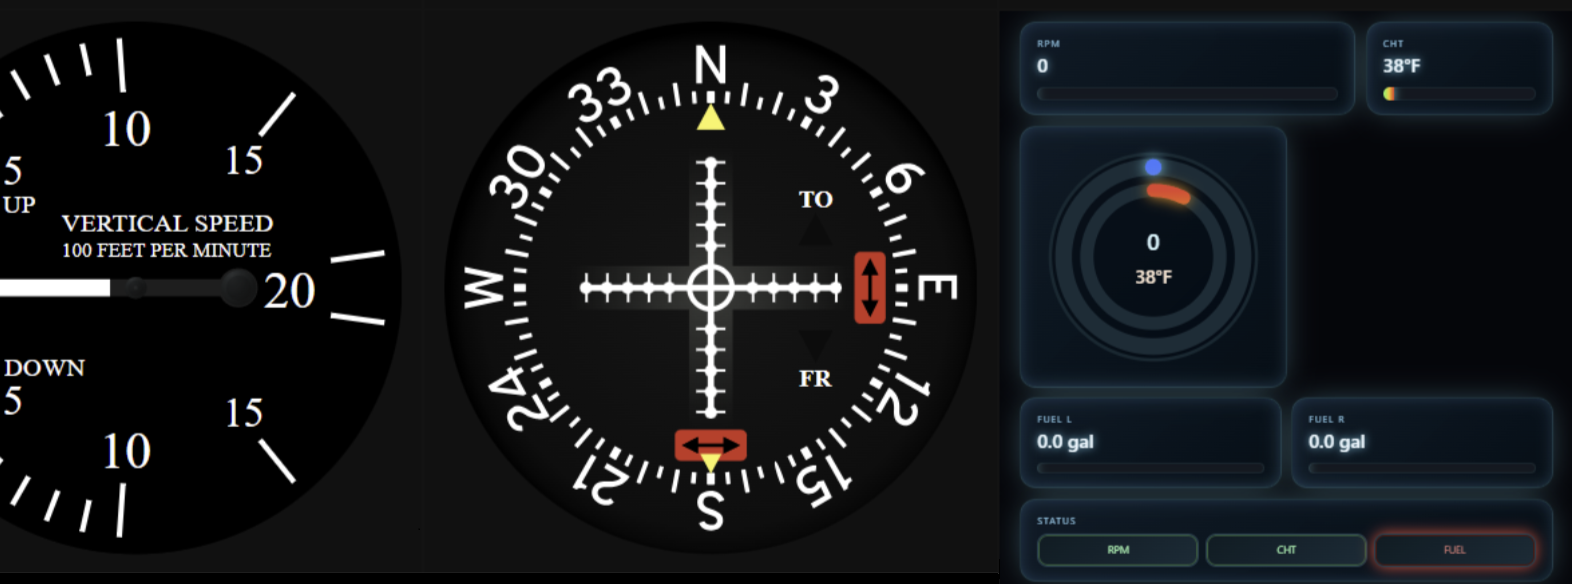 10
15
5
UP
VERTICAL SPEED
100 FEET PER MINUTE
20
DOWN
5
15
10
N
3
6
E
12
15
S
21
24
W
30
33
TO
FR
RPM
0
CHT
38°F
0
38°F
FUEL L
0.0 gal
FUEL R
0.0 gal
STATUS
RPM
CHT
FUEL